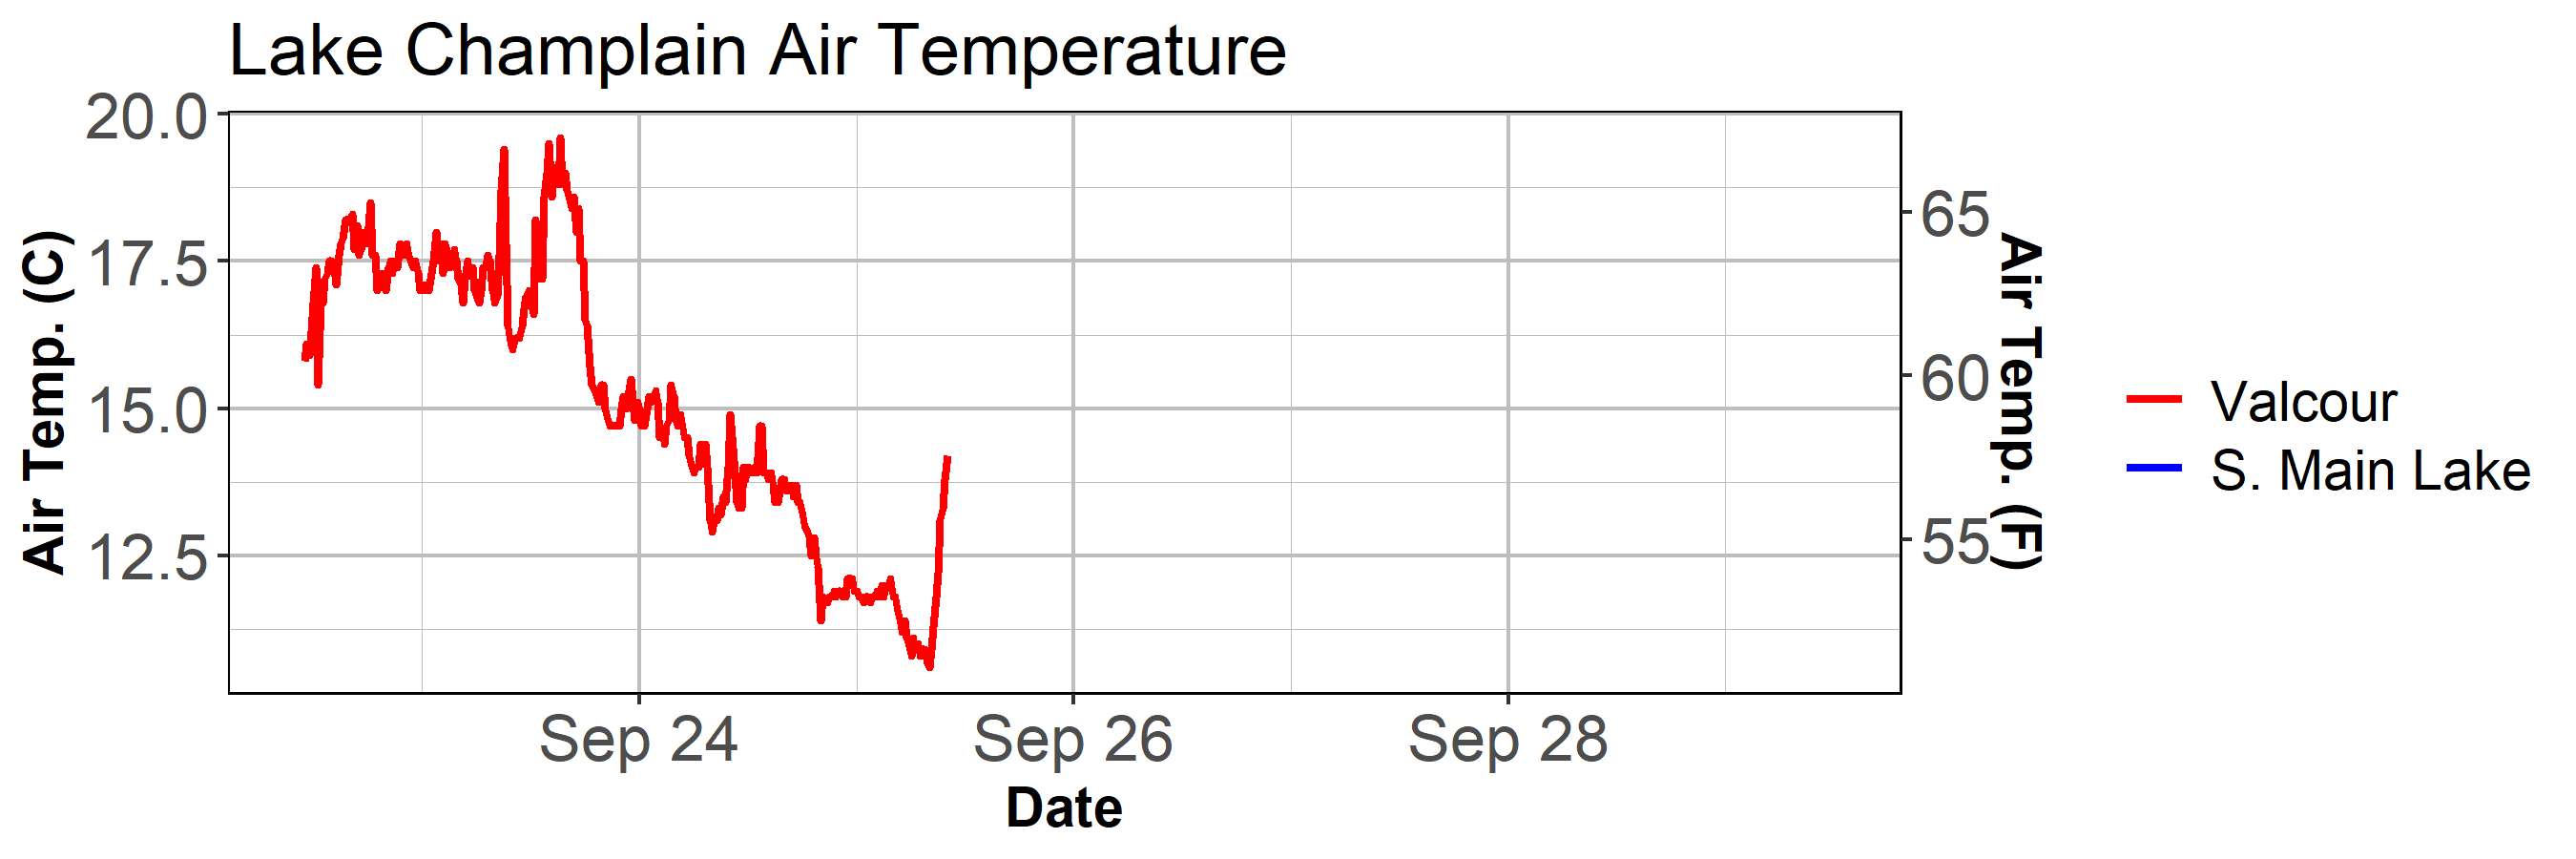 Lake Champlain Air Temperature
20.0
17.5
15.0
12.5
Air Temp. (C)
65
60
55
Air Temp. (F)
Sep 24
Sep 26
Sep 28
Date
Valcour
S. Main Lake